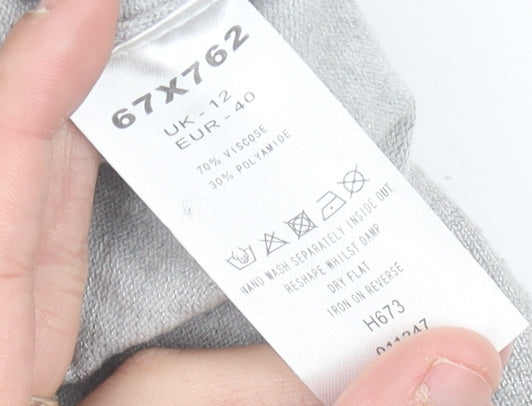 67X762
UK - 12
EUR - 40
70% VISCOSE
30% POLYAMIDE
HAND WASH SEPARATELY INSIDE OUT.
RESHAPE WHILST DAMP.
DRY FLAT
IRON ON REVERSE
H673